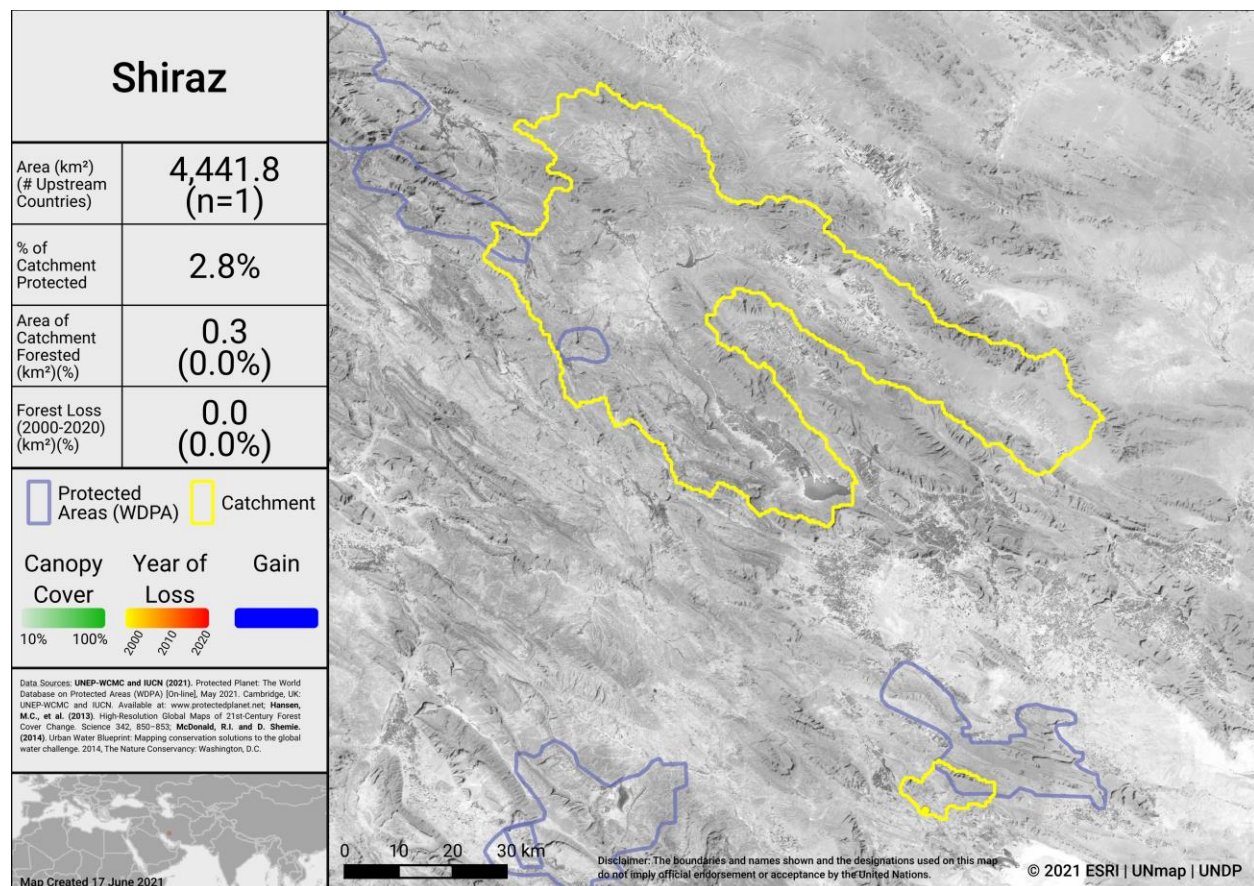 Shiraz
Area (km²)
(# Upstream
Countries)
4,441.8
(n=1)
% of
Catchment
Protected
2.8%
Area of
Catchment
Forested
(km²)(%)
0.3
(0.0%)
Forest Loss
(2000-2020)
(km²)(%)
0.0
(0.0%)
Protected
Areas (WDPA)
Catchment
Canopy
Cover
10% 100%
Year of
Loss
2000 2010 2020
Gain
Data Sources: UNEP-WCMC and IUCN (2021). Protected Planet: The World
Database on Protected Areas (WDPA) [On-line], May 2021. Cambridge, UK:
UNEP-WCMC and IUCN. Available at: www.protectedplanet.net; Hansen,
M.C., et al. (2013). High-Resolution Global Maps of 21st-Century Forest
Cover Change. Science 342, 850–853; McDonald, R.I. and D. Shemie.
(2014). Urban Water Blueprint: Mapping conservation solutions to the global
water challenge. 2014, The Nature Conservancy: Washington, D.C.
Map Created 17 June 2021
0 10 20 30 km
Disclaimer: The boundaries and names shown and the designations used on this map
do not imply official endorsement or acceptance by the United Nations.
© 2021 ESRI | UNmap | UNDP